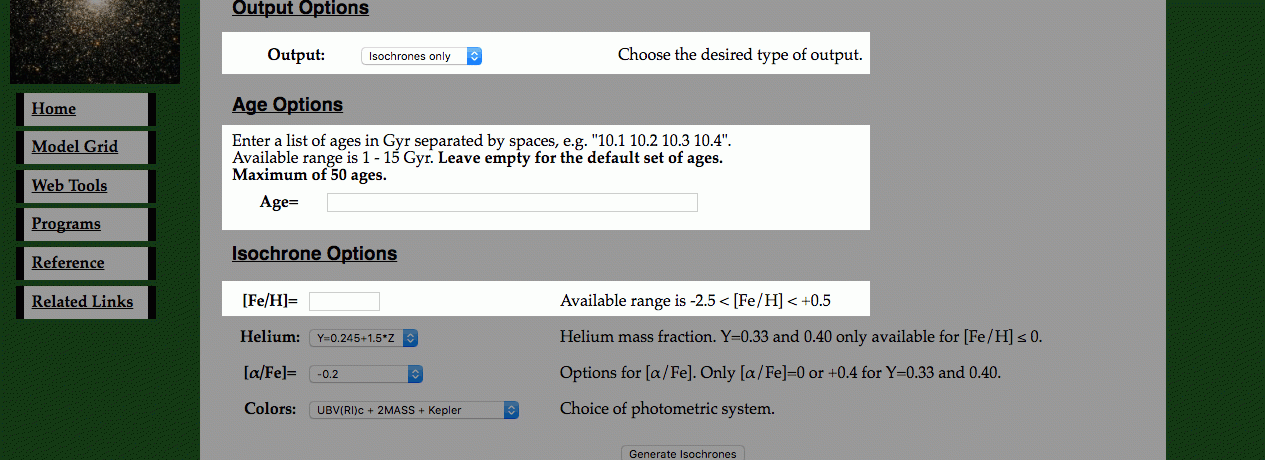 Output Options
Output: Isochrones only Choose the desired type of output.
Home
Age Options
Model Grid
Enter a list of ages in Gyr separated by spaces, e.g. "10.1 10.2 10.3 10.4".
Available range is 1 - 15 Gyr. Leave empty for the default set of ages.
Maximum of 50 ages.
Web Tools
Age=
Programs
Isochrone Options
Reference
[Fe/H]= Available range is -2.5 < [Fe/H] < +0.5
Related Links
Helium: Y=0.245+1.5*Z Helium mass fraction. Y=0.33 and 0.40 only available for [Fe/H] ≤ 0.
[α/Fe]= -0.2 Options for [α/Fe]. Only [α/Fe]=0 or +0.4 for Y=0.33 and 0.40.
Colors: UBV(RI)c + 2MASS + Kepler Choice of photometric system.
Generate Isochrones